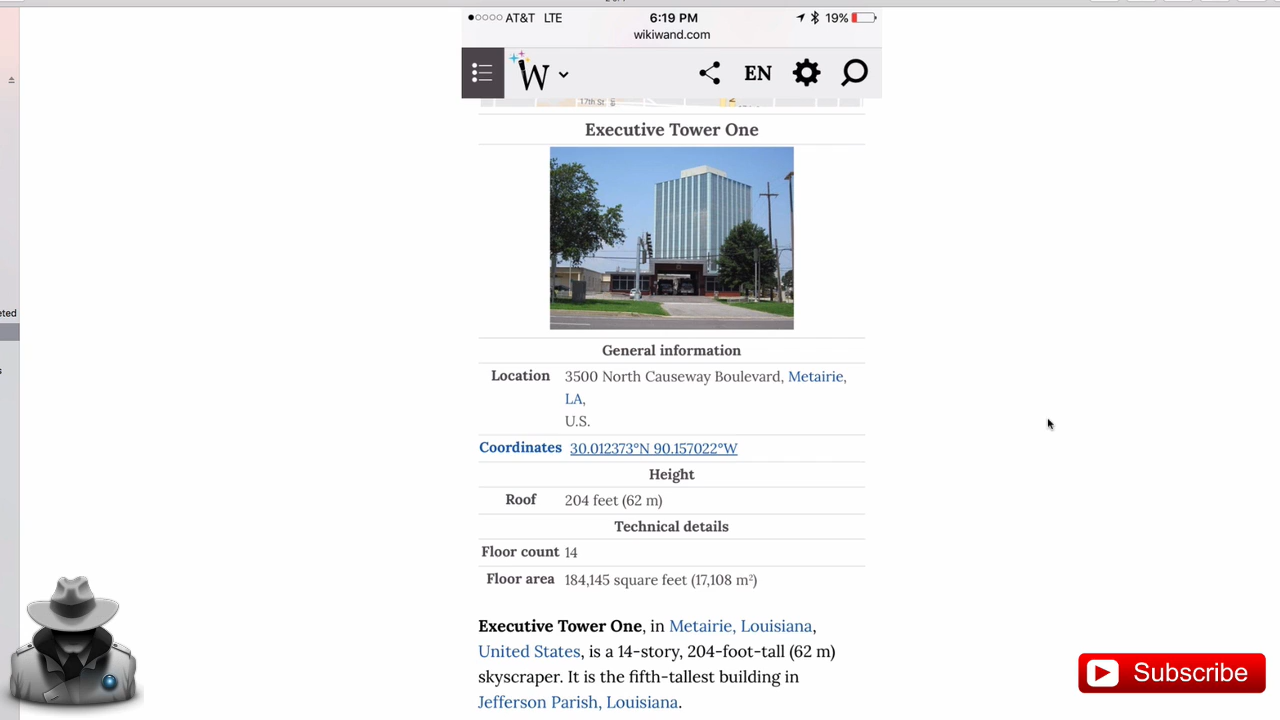 ●○○○○ AT&T LTE 6:19 PM 19%
wikiwand.com
W EN
17th St.
Executive Tower One
General information
Location 3500 North Causeway Boulevard, Metairie,
LA,
U.S.
Coordinates 30.012373°N 90.157022°W
Height
Roof 204 feet (62 m)
Technical details
Floor count 14
Floor area 184,145 square feet (17,108 m²)
Executive Tower One, in Metairie, Louisiana,
United States, is a 14-story, 204-foot-tall (62 m)
skyscraper. It is the fifth-tallest building in
Jefferson Parish, Louisiana.
eted
Subscribe